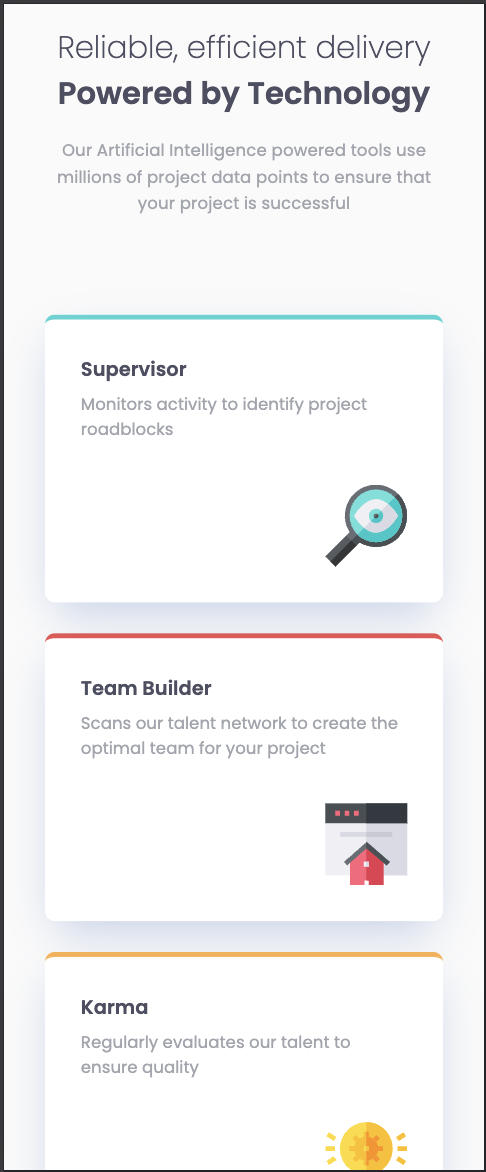 Reliable, efficient delivery
Powered by Technology
Our Artificial Intelligence powered tools use
millions of project data points to ensure that
your project is successful
Supervisor
Monitors activity to identify project
roadblocks
Team Builder
Scans our talent network to create the
optimal team for your project
Karma
Regularly evaluates our talent to
ensure quality